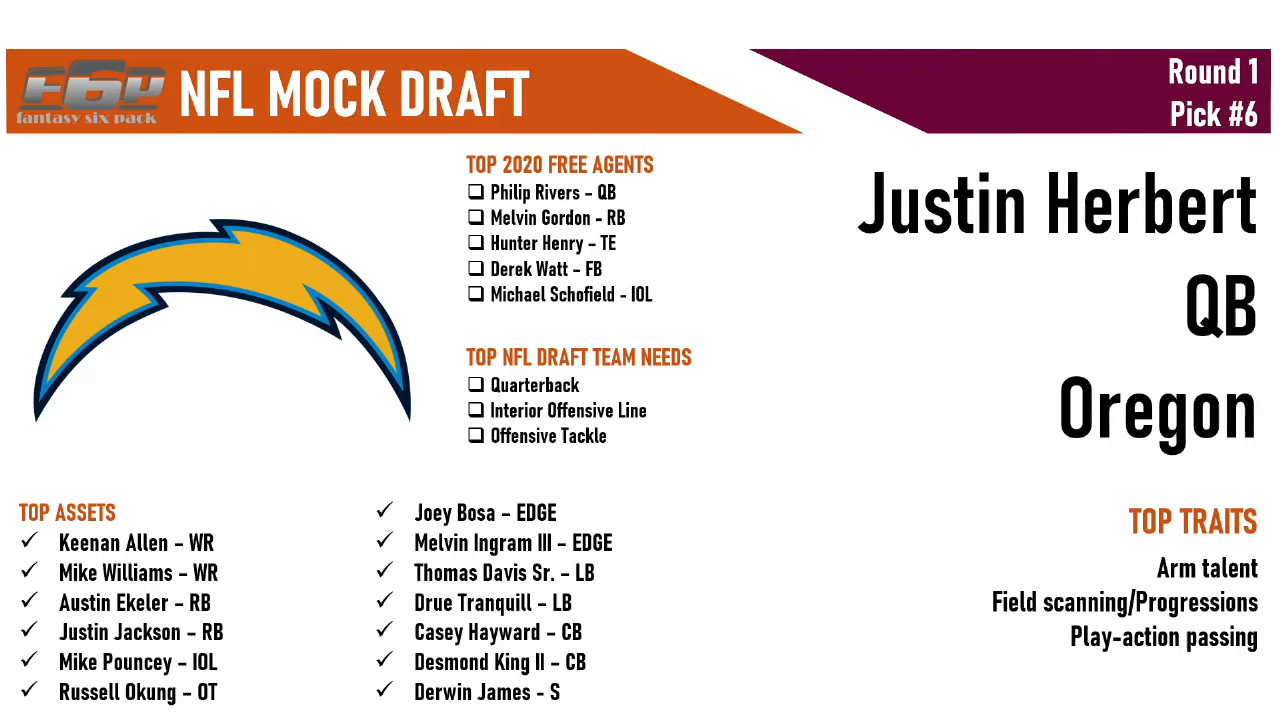 F6P
fantasy six pack
NFL MOCK DRAFT
Round 1
Pick #6
TOP 2020 FREE AGENTS
Philip Rivers - QB
Melvin Gordon - RB
Hunter Henry – TE
Derek Watt – FB
Michael Schofield - IOL
TOP NFL DRAFT TEAM NEEDS
Quarterback
Interior Offensive Line
Offensive Tackle
Justin Herbert
QB
Oregon
TOP ASSETS
Keenan Allen – WR
Mike Williams – WR
Austin Ekeler – RB
Justin Jackson – RB
Mike Pouncey – IOL
Russell Okung – OT
Joey Bosa – EDGE
Melvin Ingram III – EDGE
Thomas Davis Sr. – LB
Drue Tranquill – LB
Casey Hayward – CB
Desmond King II – CB
Derwin James - S
TOP TRAITS
Arm talent
Field scanning/Progressions
Play-action passing